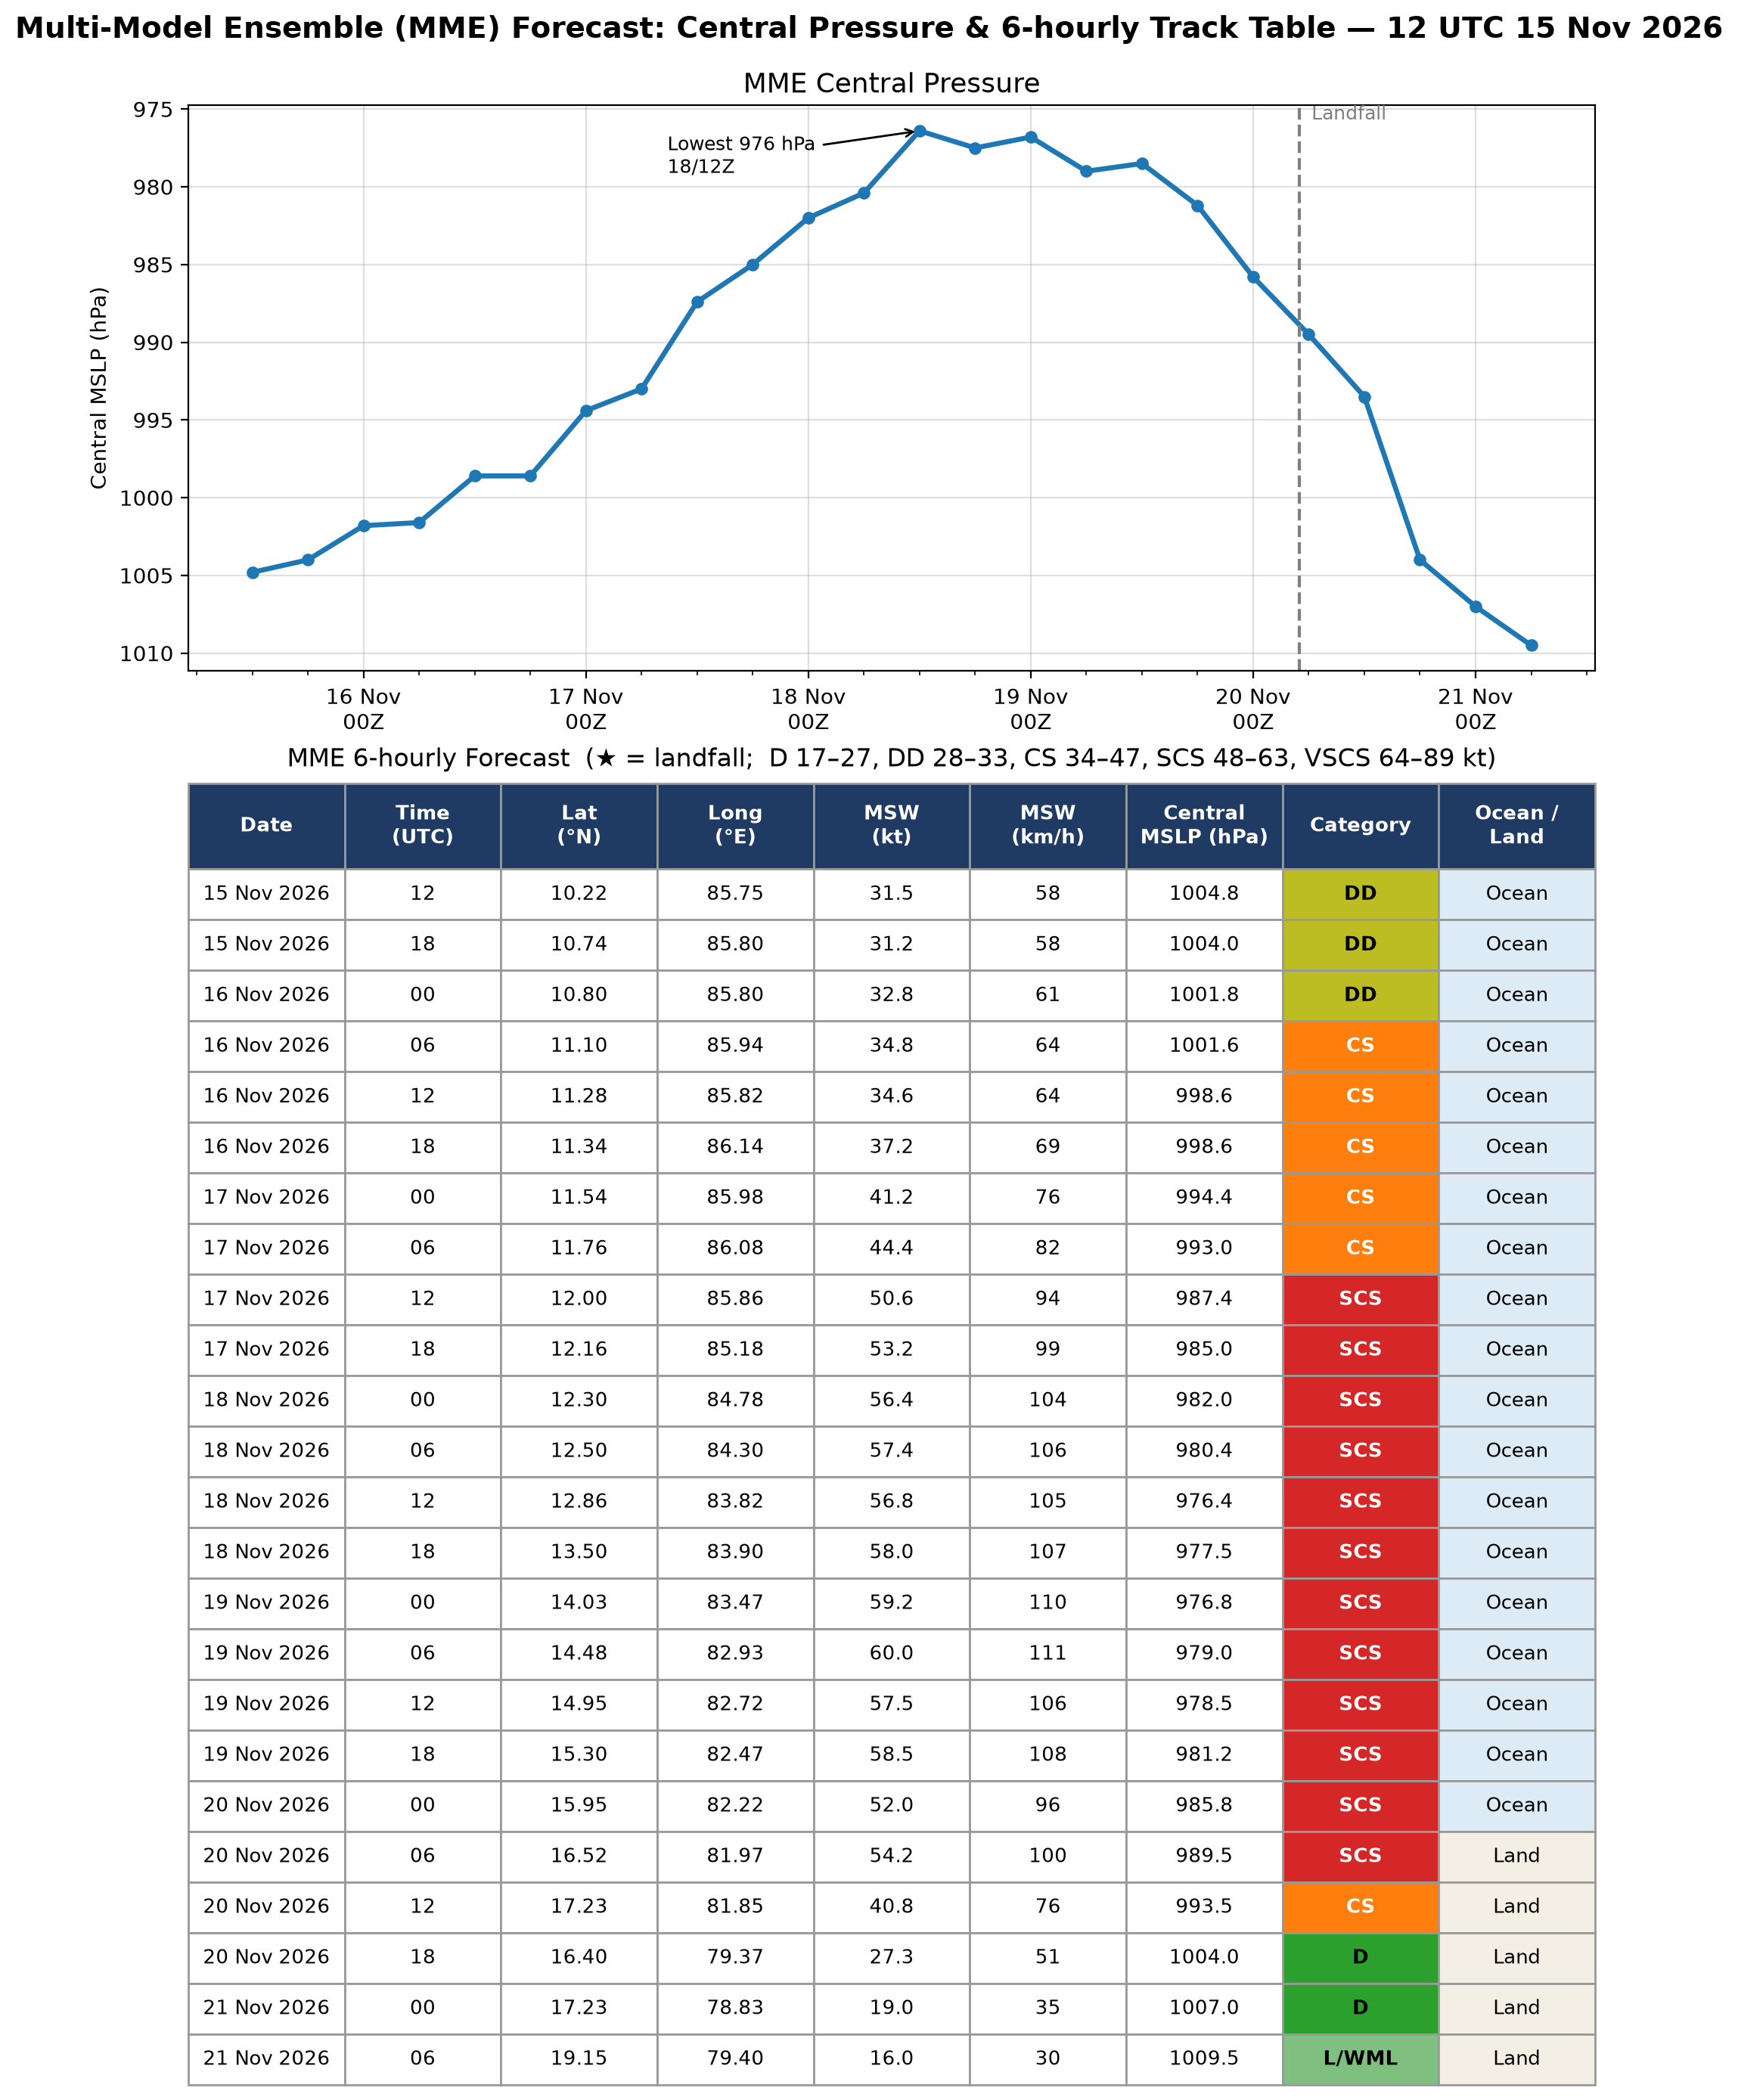 Multi-Model Ensemble (MME) Forecast: Central Pressure & 6-hourly Track Table — 12 UTC 15 Nov 2026
MME Central Pressure
975
Landfall
Lowest 976 hPa
18/12Z
980
985
990
995
1000
1005
1010
Central MSLP (hPa)
16 Nov 17 Nov 18 Nov 19 Nov 20 Nov 21 Nov
00Z 00Z 00Z 00Z 00Z 00Z
MME 6-hourly Forecast (★ = landfall; D 17–27, DD 28–33, CS 34–47, SCS 48–63, VSCS 64–89 kt)
Date Time (UTC) Lat (°N) Long (°E) MSW (kt) MSW (km/h) Central MSLP (hPa) Category Ocean / Land
15 Nov 2026 12 10.22 85.75 31.5 58 1004.8 DD Ocean
15 Nov 2026 18 10.74 85.80 31.2 58 1004.0 DD Ocean
16 Nov 2026 00 10.80 85.80 32.8 61 1001.8 DD Ocean
16 Nov 2026 06 11.10 85.94 34.8 64 1001.6 CS Ocean
16 Nov 2026 12 11.28 85.82 34.6 64 998.6 CS Ocean
16 Nov 2026 18 11.34 86.14 37.2 69 998.6 CS Ocean
17 Nov 2026 00 11.54 85.98 41.2 76 994.4 CS Ocean
17 Nov 2026 06 11.76 86.08 44.4 82 993.0 CS Ocean
17 Nov 2026 12 12.00 85.86 50.6 94 987.4 SCS Ocean
17 Nov 2026 18 12.16 85.18 53.2 99 985.0 SCS Ocean
18 Nov 2026 00 12.30 84.78 56.4 104 982.0 SCS Ocean
18 Nov 2026 06 12.50 84.30 57.4 106 980.4 SCS Ocean
18 Nov 2026 12 12.86 83.82 56.8 105 976.4 SCS Ocean
18 Nov 2026 18 13.50 83.90 58.0 107 977.5 SCS Ocean
19 Nov 2026 00 14.03 83.47 59.2 110 976.8 SCS Ocean
19 Nov 2026 06 14.48 82.93 60.0 111 979.0 SCS Ocean
19 Nov 2026 12 14.95 82.72 57.5 106 978.5 SCS Ocean
19 Nov 2026 18 15.30 82.47 58.5 108 981.2 SCS Ocean
20 Nov 2026 00 15.95 82.22 52.0 96 985.8 SCS Ocean
20 Nov 2026 06 16.52 81.97 54.2 100 989.5 SCS Land
20 Nov 2026 12 17.23 81.85 40.8 76 993.5 CS Land
20 Nov 2026 18 16.40 79.37 27.3 51 1004.0 D Land
21 Nov 2026 00 17.23 78.83 19.0 35 1007.0 D Land
21 Nov 2026 06 19.15 79.40 16.0 30 1009.5 L/WML Land